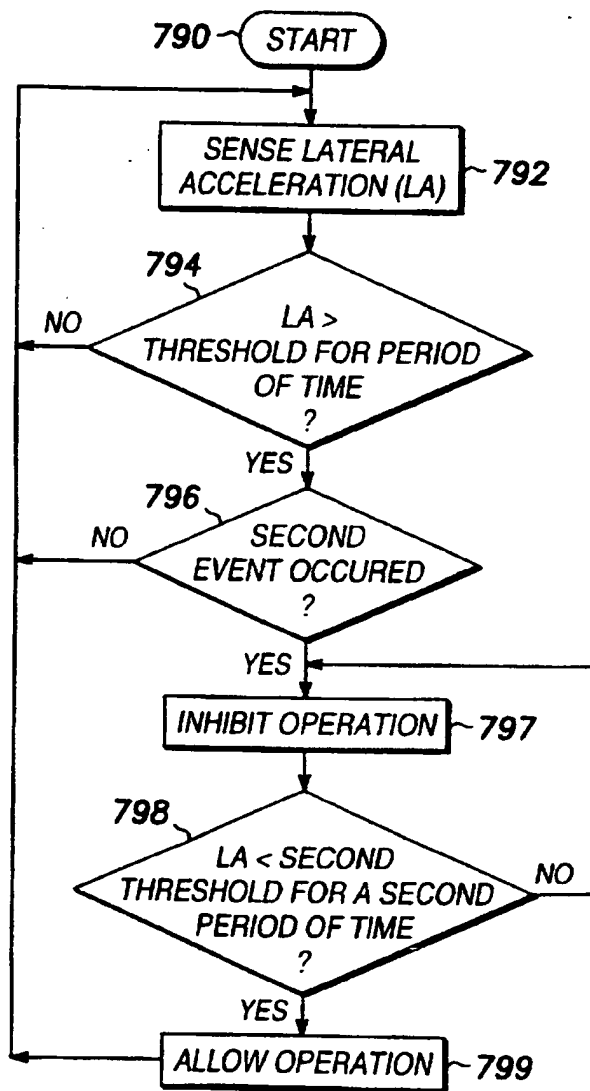 790
START
SENSE LATERAL
ACCELERATION (LA)
792
794
LA >
THRESHOLD FOR PERIOD
OF TIME
?
NO
YES
796
SECOND
EVENT OCCURED
?
NO
YES
INHIBIT OPERATION
797
798
LA < SECOND
THRESHOLD FOR A SECOND
PERIOD OF TIME
?
NO
YES
ALLOW OPERATION
799